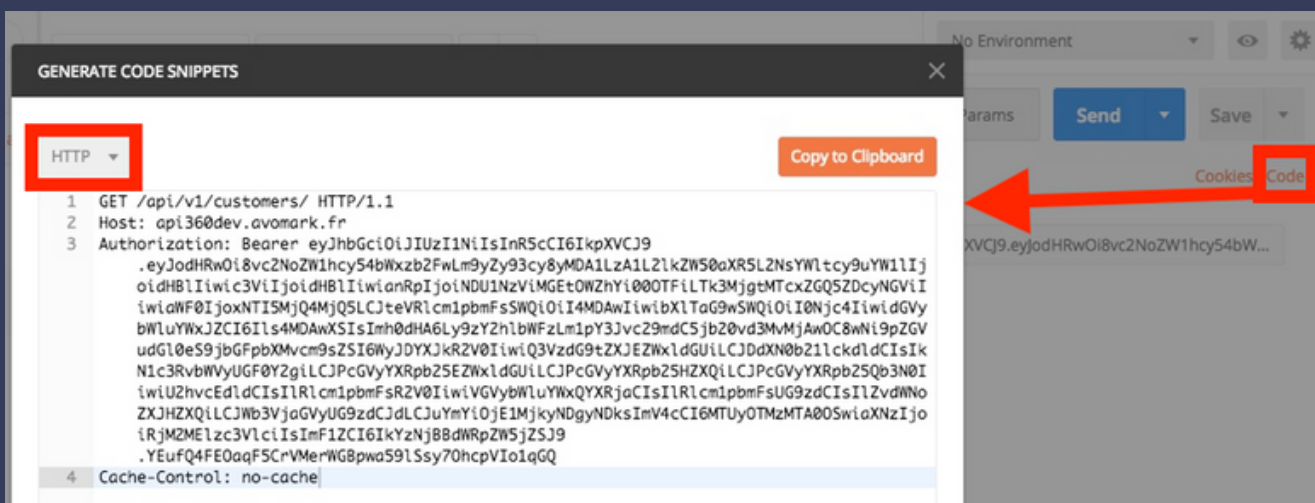 No Environment
GENERATE CODE SNIPPETS
Params
Send
Save
HTTP
Copy to Clipboard
Cookies
Code
1 GET /api/v1/customers/ HTTP/1.1
2 Host: api360dev.avomark.fr
3 Authorization: Bearer eyJhbGciOiJIUzI1NiIsInR5cCI6IkpXVCJ9
.eyJodHRwOi8vc2NoZW1hcy54bWxzb2FwLm9yZy93cy8yMDA1LzA1L2lkZW50aXR5L2NsYWltcy9uYW1lIj
oidHBlIiwic3ViIjoidHBlIiwianRpIjoiNDU1NzViMGEtOWZhYi00OTFiLTk3MjgtMTcxZGQ5ZDcyNGViI
iwiaWF0IjoxNTI5MjQ4MjQ5LCJteVRlcm1pbmFsSWQiOiI4MDAwIiwibXlTaG9wSWQiOiI0Njc4IiwidGVy
bWluYWxJZCI6Ils4MDAwXSIsImh0dHA6Ly9zY2hlbWFzLm1pY3Jvc29mdC5jb20vd3MvMjAwOC8wNi9pZGV
udGl0eS9jbGFpbXMvcm9sZSI6WyJDYXJkR2V0IiwiQ3VzdG9tZXJEZWxldGUiLCJDdXN0b21lckdldCIsIk
N1c3RvbWVyUGF0Y2giLCJPcGVyYXRpb25EZWxldGUiLCJPcGVyYXRpb25HZXQiLCJPcGVyYXRpb25Qb3N0I
iwiU2hvcEdldCIsIlRlcm1pbmFsR2V0IiwiVGVybWluYWxQYXRjaCIsIlRlcm1pbmFsUG9zdCIsIlZvdWNo
ZXJHZXQiLCJWb3VjaGVyUG9zdCJdLCJuYmYiOjE1MjkyNDgyNDksImV4cCI6MTUyOTMzMTA0OSwiaXNzIjo
iRjM2MElzc3VlciIsImF1ZCI6IkYzNjBBdWRpZW5jZSJ9
.YEufQ4FEOaqF5CrVMerWGBpwa59lSsy7OhcpVIo1qGQ
4 Cache-Control: no-cache
XVCJ9.eyJodHRwOi8vc2NoZW1hcy54bW...